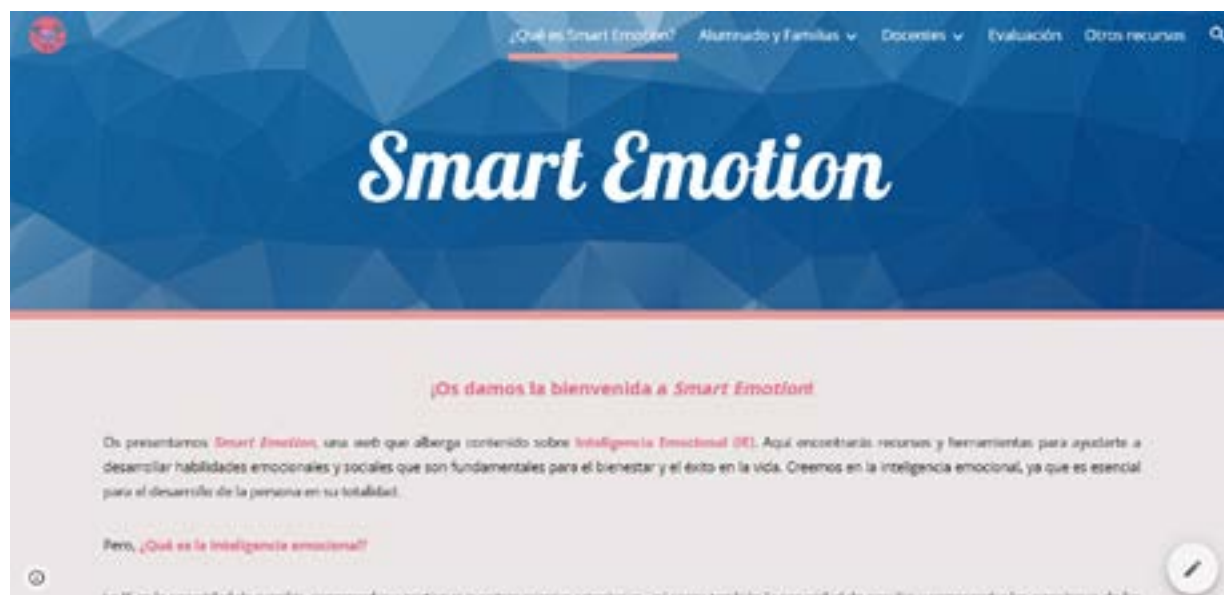 ¿Qué es Smart Emotion? Alumnado y Familias Docentes Evaluación Otros recursos
Smart Emotion
¡Os damos la bienvenida a Smart Emotion!
Os presentamos Smart Emotion, una web que alberga contenido sobre Inteligencia Emocional (IE). Aquí encontrarás recursos y herramientas para ayudarte a
desarrollar habilidades emocionales y sociales que son fundamentales para el bienestar y el éxito en la vida. Creemos en la inteligencia emocional, ya que es esencial
para el desarrollo de la persona en su totalidad.
Pero, ¿Qué es la inteligencia emocional?